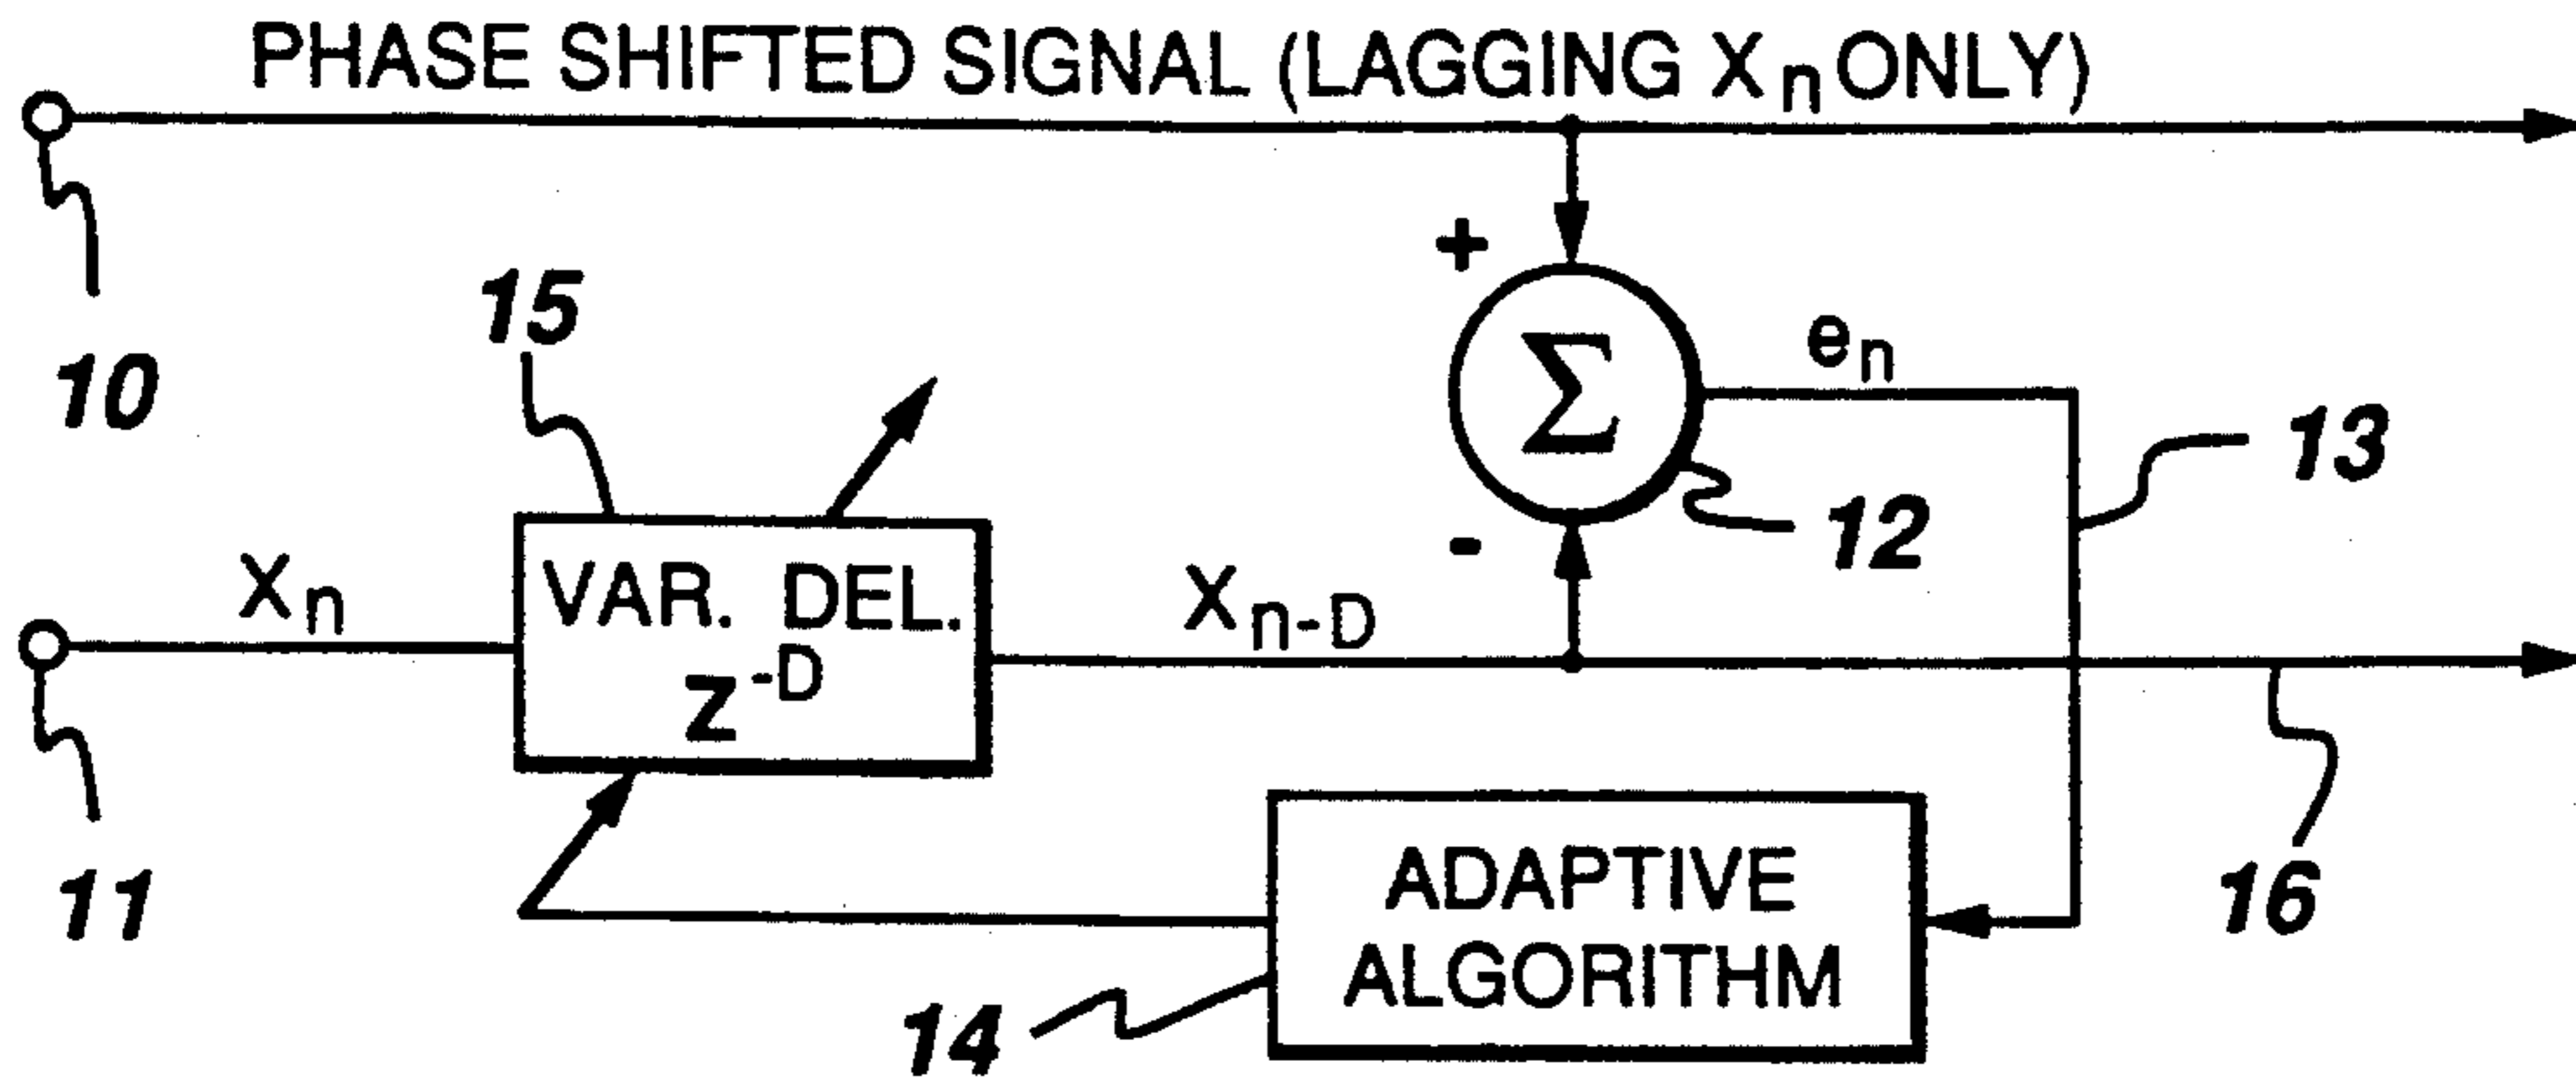 PHASE SHIFTED SIGNAL (LAGGING Xn ONLY)
+
15
en
10
Σ
13
12
-
Xn
VAR. DEL.
z-D
Xn-D
ADAPTIVE
ALGORITHM
11
16
14